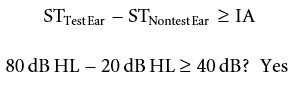 ST_Test Ear – ST_Nontest Ear ≥ IA
80 dB HL – 20 dB HL ≥ 40 dB? Yes